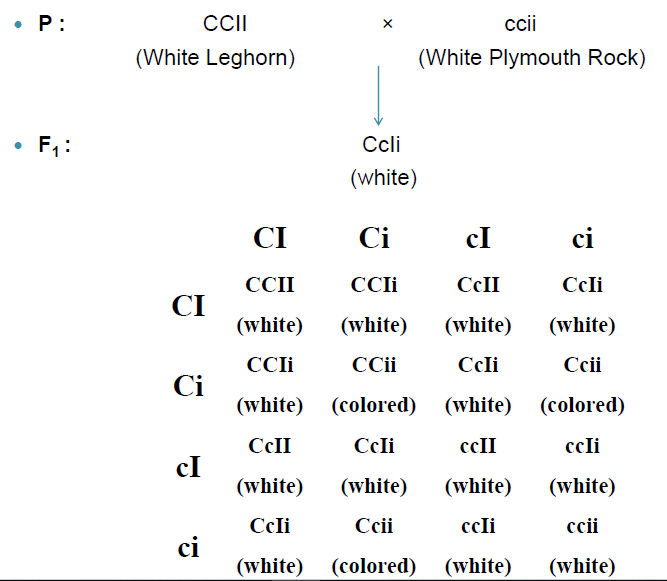 • P : CCII × ccii
(White Leghorn) (White Plymouth Rock)
• F₁ : CcIi
(white)
CI Ci cI ci
CCII CCIi CcII CcIi
CI
(white) (white) (white) (white)
CCIi CCii CcIi Ccii
Ci
(white) (colored) (white) (colored)
CcII CcIi ccII ccIi
cI
(white) (white) (white) (white)
CcIi Ccii ccIi ccii
ci
(white) (colored) (white) (white)